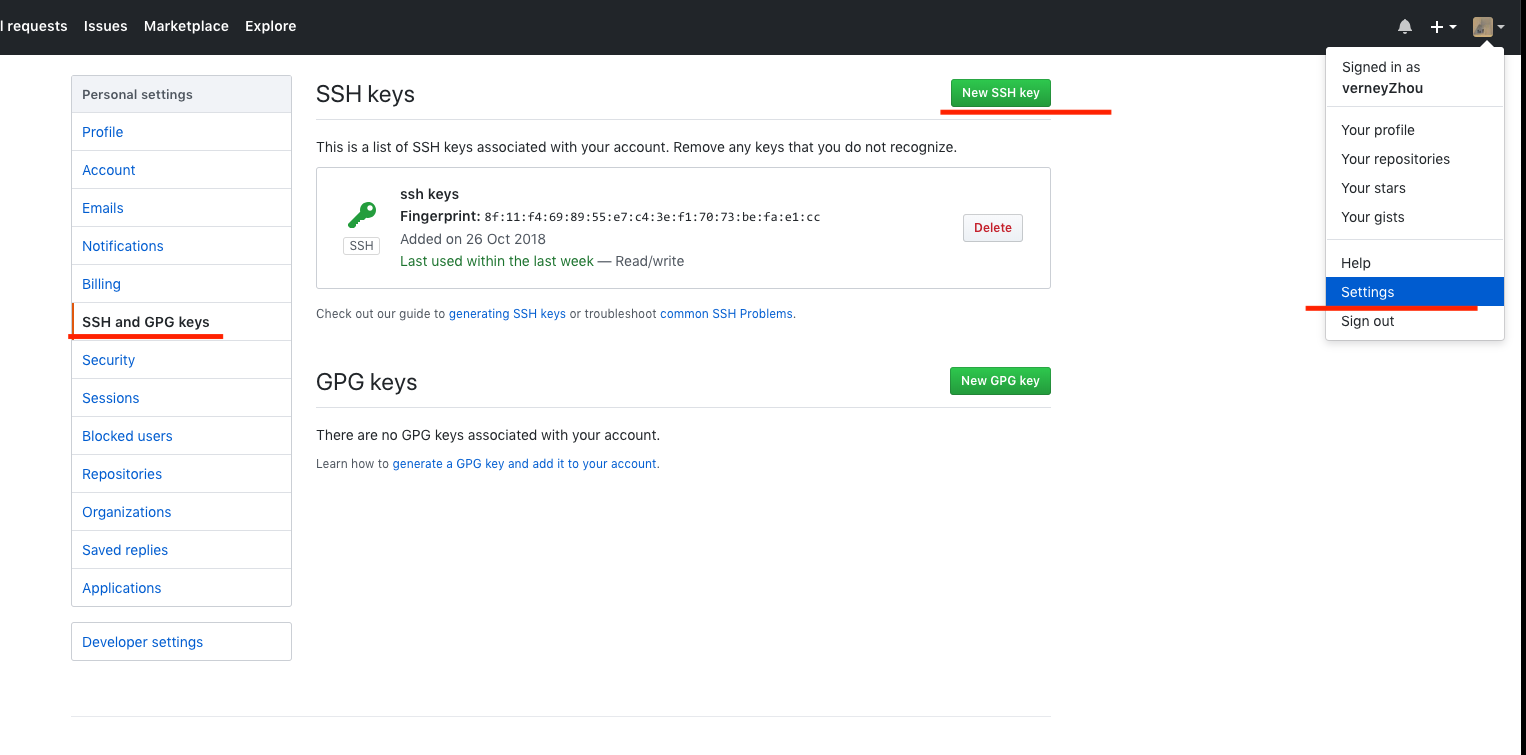 l requests Issues Marketplace Explore
Signed in as
verneyZhou
Your profile
Your repositories
Your stars
Your gists
Help
Settings
Sign out
Personal settings
Profile
Account
Emails
Notifications
Billing
SSH and GPG keys
Security
Sessions
Blocked users
Repositories
Organizations
Saved replies
Applications
Developer settings
SSH keys
New SSH key
This is a list of SSH keys associated with your account. Remove any keys that you do not recognize.
ssh keys
Fingerprint: 8f:11:f4:69:89:55:e7:c4:3e:f1:70:73:be:fa:e1:cc
Added on 26 Oct 2018
Last used within the last week — Read/write
SSH
Delete
Check out our guide to generating SSH keys or troubleshoot common SSH Problems.
GPG keys
New GPG key
There are no GPG keys associated with your account.
Learn how to generate a GPG key and add it to your account.